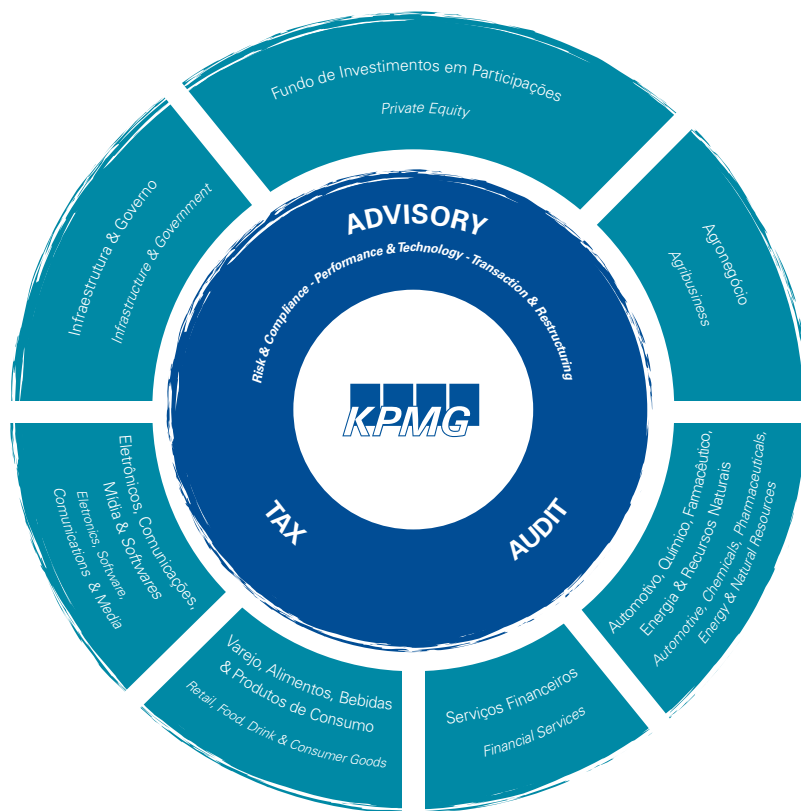 Fundo de Investimentos em Participações
Private Equity
Agronegócio
Agribusiness
Automotivo, Químico, Farmacêutico,
Energia & Recursos Naturais
Automotive, Chemicals, Pharmaceuticals,
Energy & Natural Resources
Serviços Financeiros
Financial Services
Varejo, Alimentos, Bebidas
& Produtos de Consumo
Retail, Food, Drink & Consumer Goods
Eletrônicos, Comunicações,
Mídia & Softwares
Eletronics, Software,
Comunications & Media
Infraestrutura & Governo
Infrastructure & Government
ADVISORY
Risk & Compliance - Performance & Technology - Transaction & Restructuring
KPMG
TAX
AUDIT